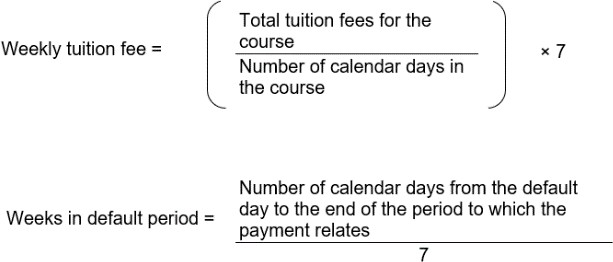 Total tuition fees for the
course
Weekly tuition fee =
× 7
Number of calendar days in
the course
Number of calendar days from the default
day to the end of the period to which the
payment relates
Weeks in default period =
7